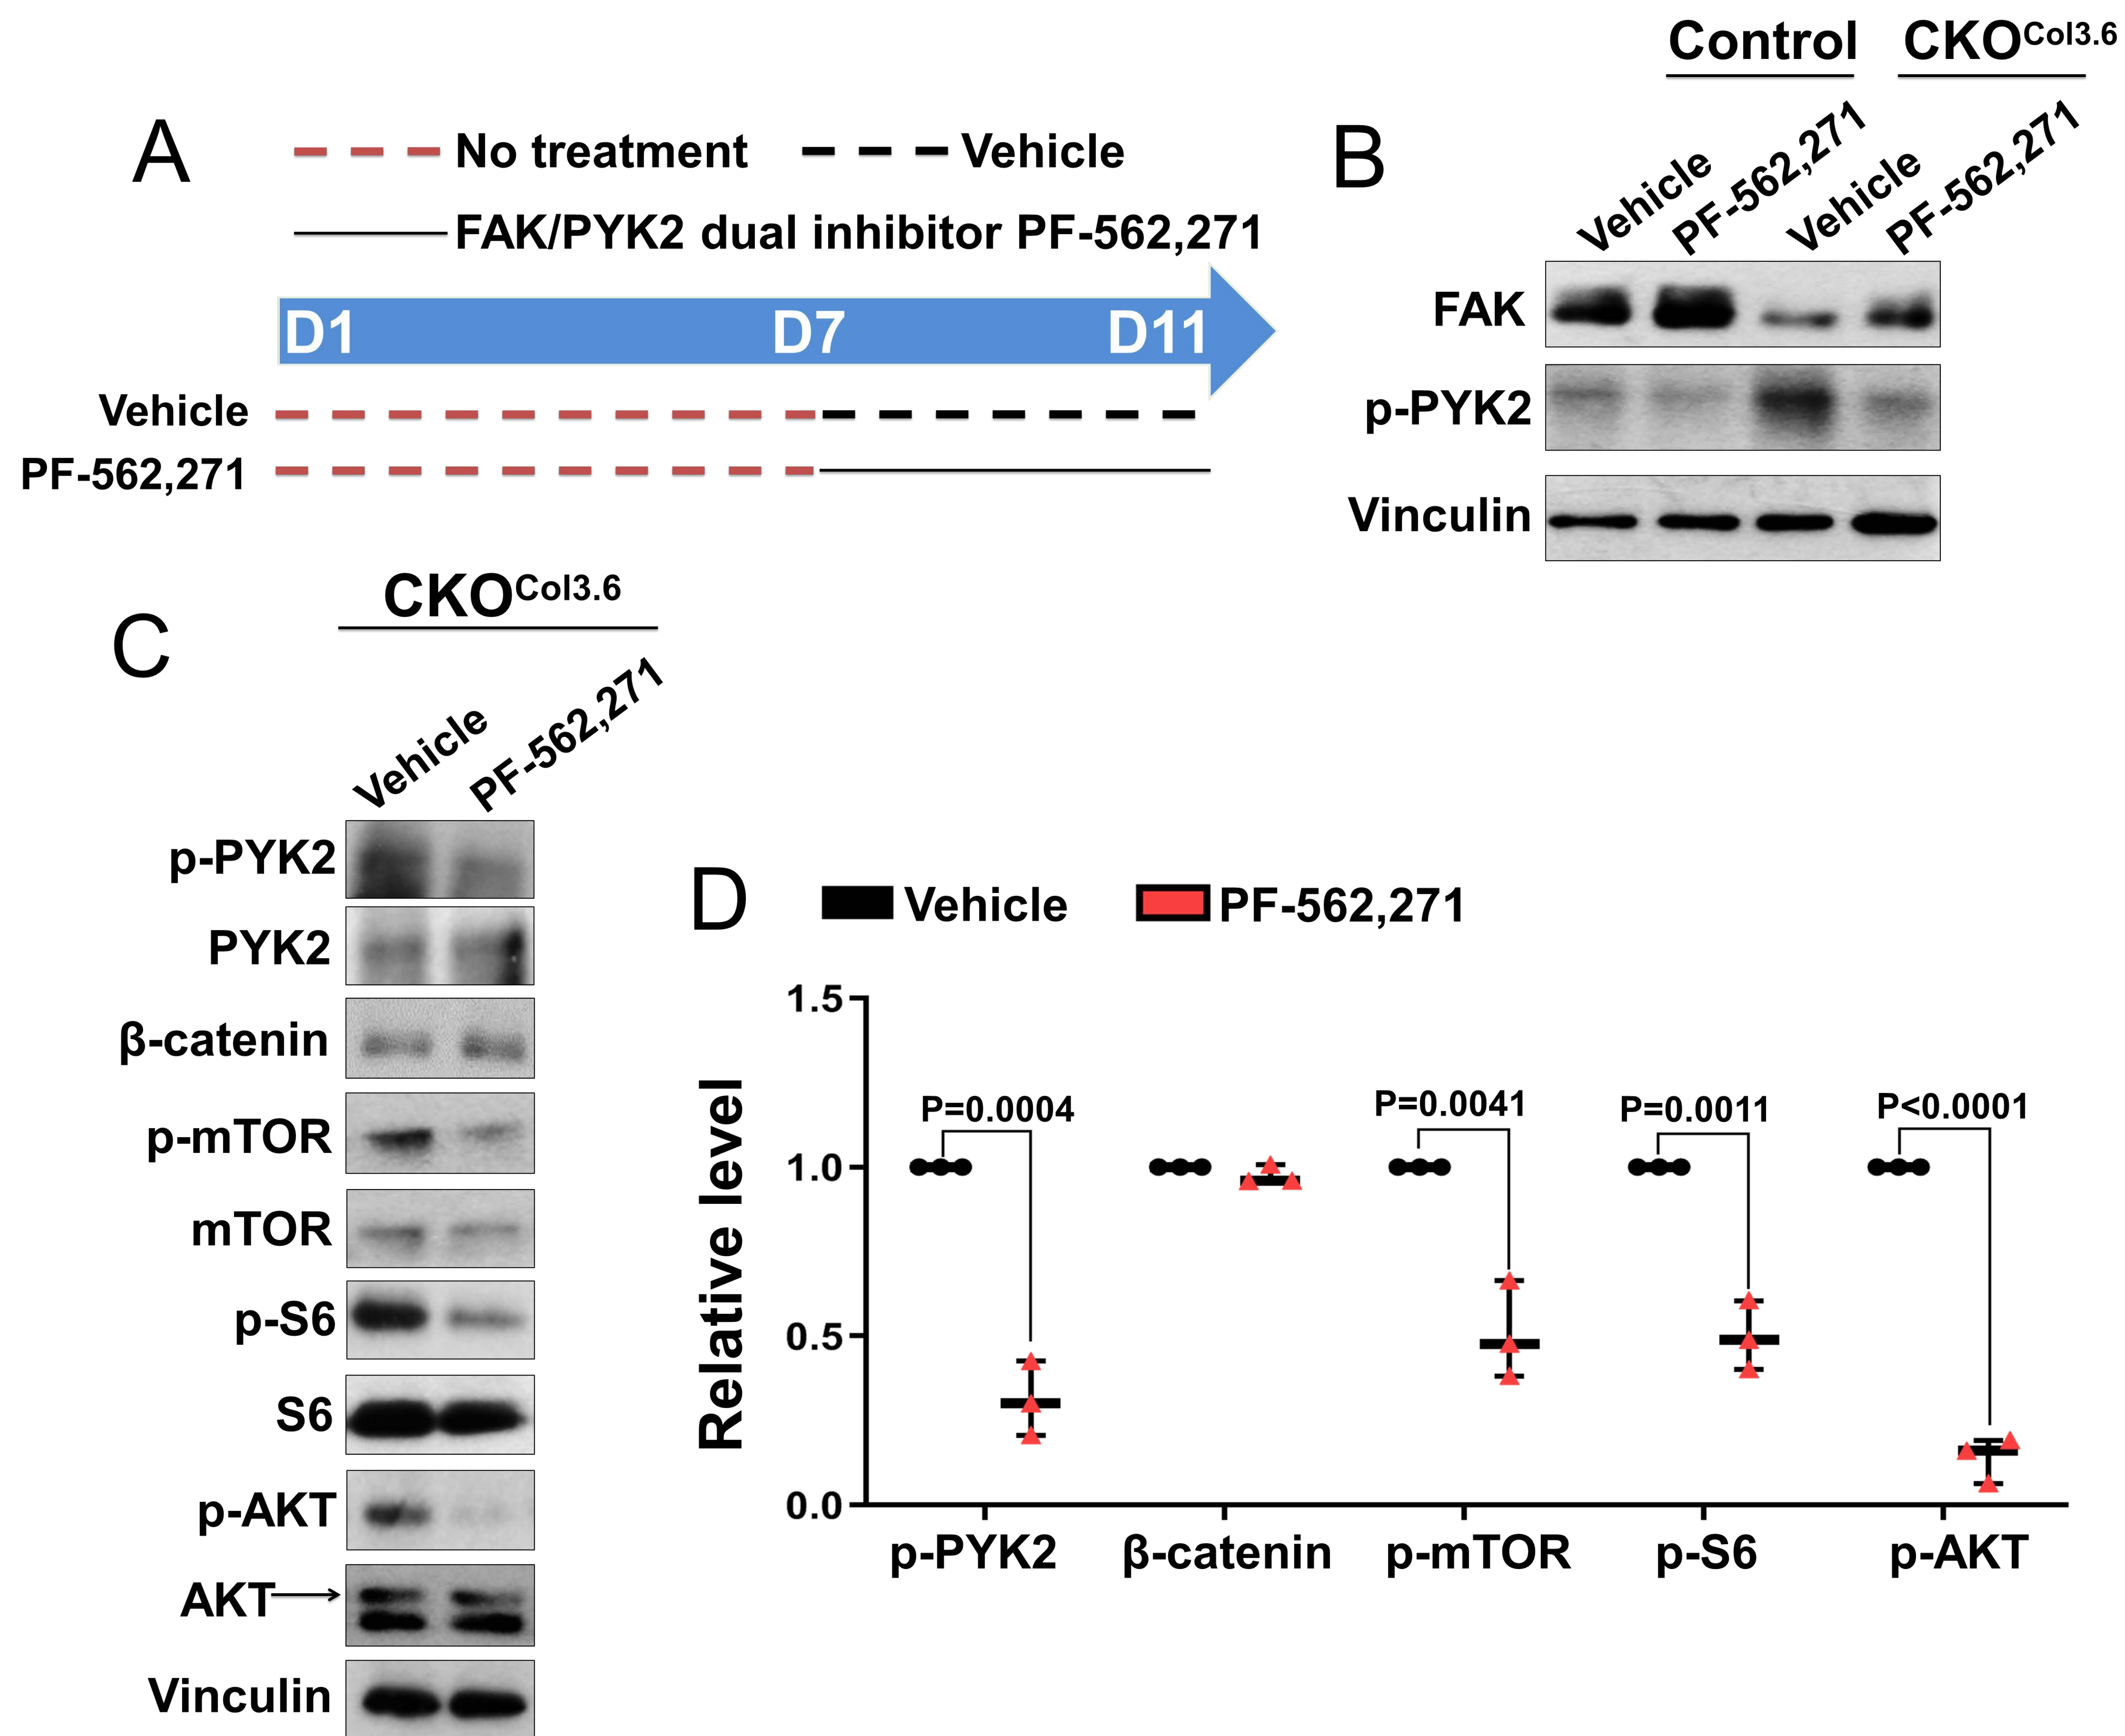 A
No treatment
Vehicle
FAK/PYK2 dual inhibitor PF-562,271
D1 D7 D11
Vehicle
PF-562,271
B
Control CKOCol3.6
Vehicle PF-562,271 Vehicle PF-562,271
FAK
p-PYK2
Vinculin
C
CKOCol3.6
Vehicle PF-562,271
p-PYK2
PYK2
β-catenin
p-mTOR
mTOR
p-S6
S6
p-AKT
AKT
Vinculin
D
Vehicle PF-562,271
Relative level
1.5
1.0
0.5
0.0
P=0.0004 P=0.0041 P=0.0011 P<0.0001
p-PYK2 β-catenin p-mTOR p-S6 p-AKT